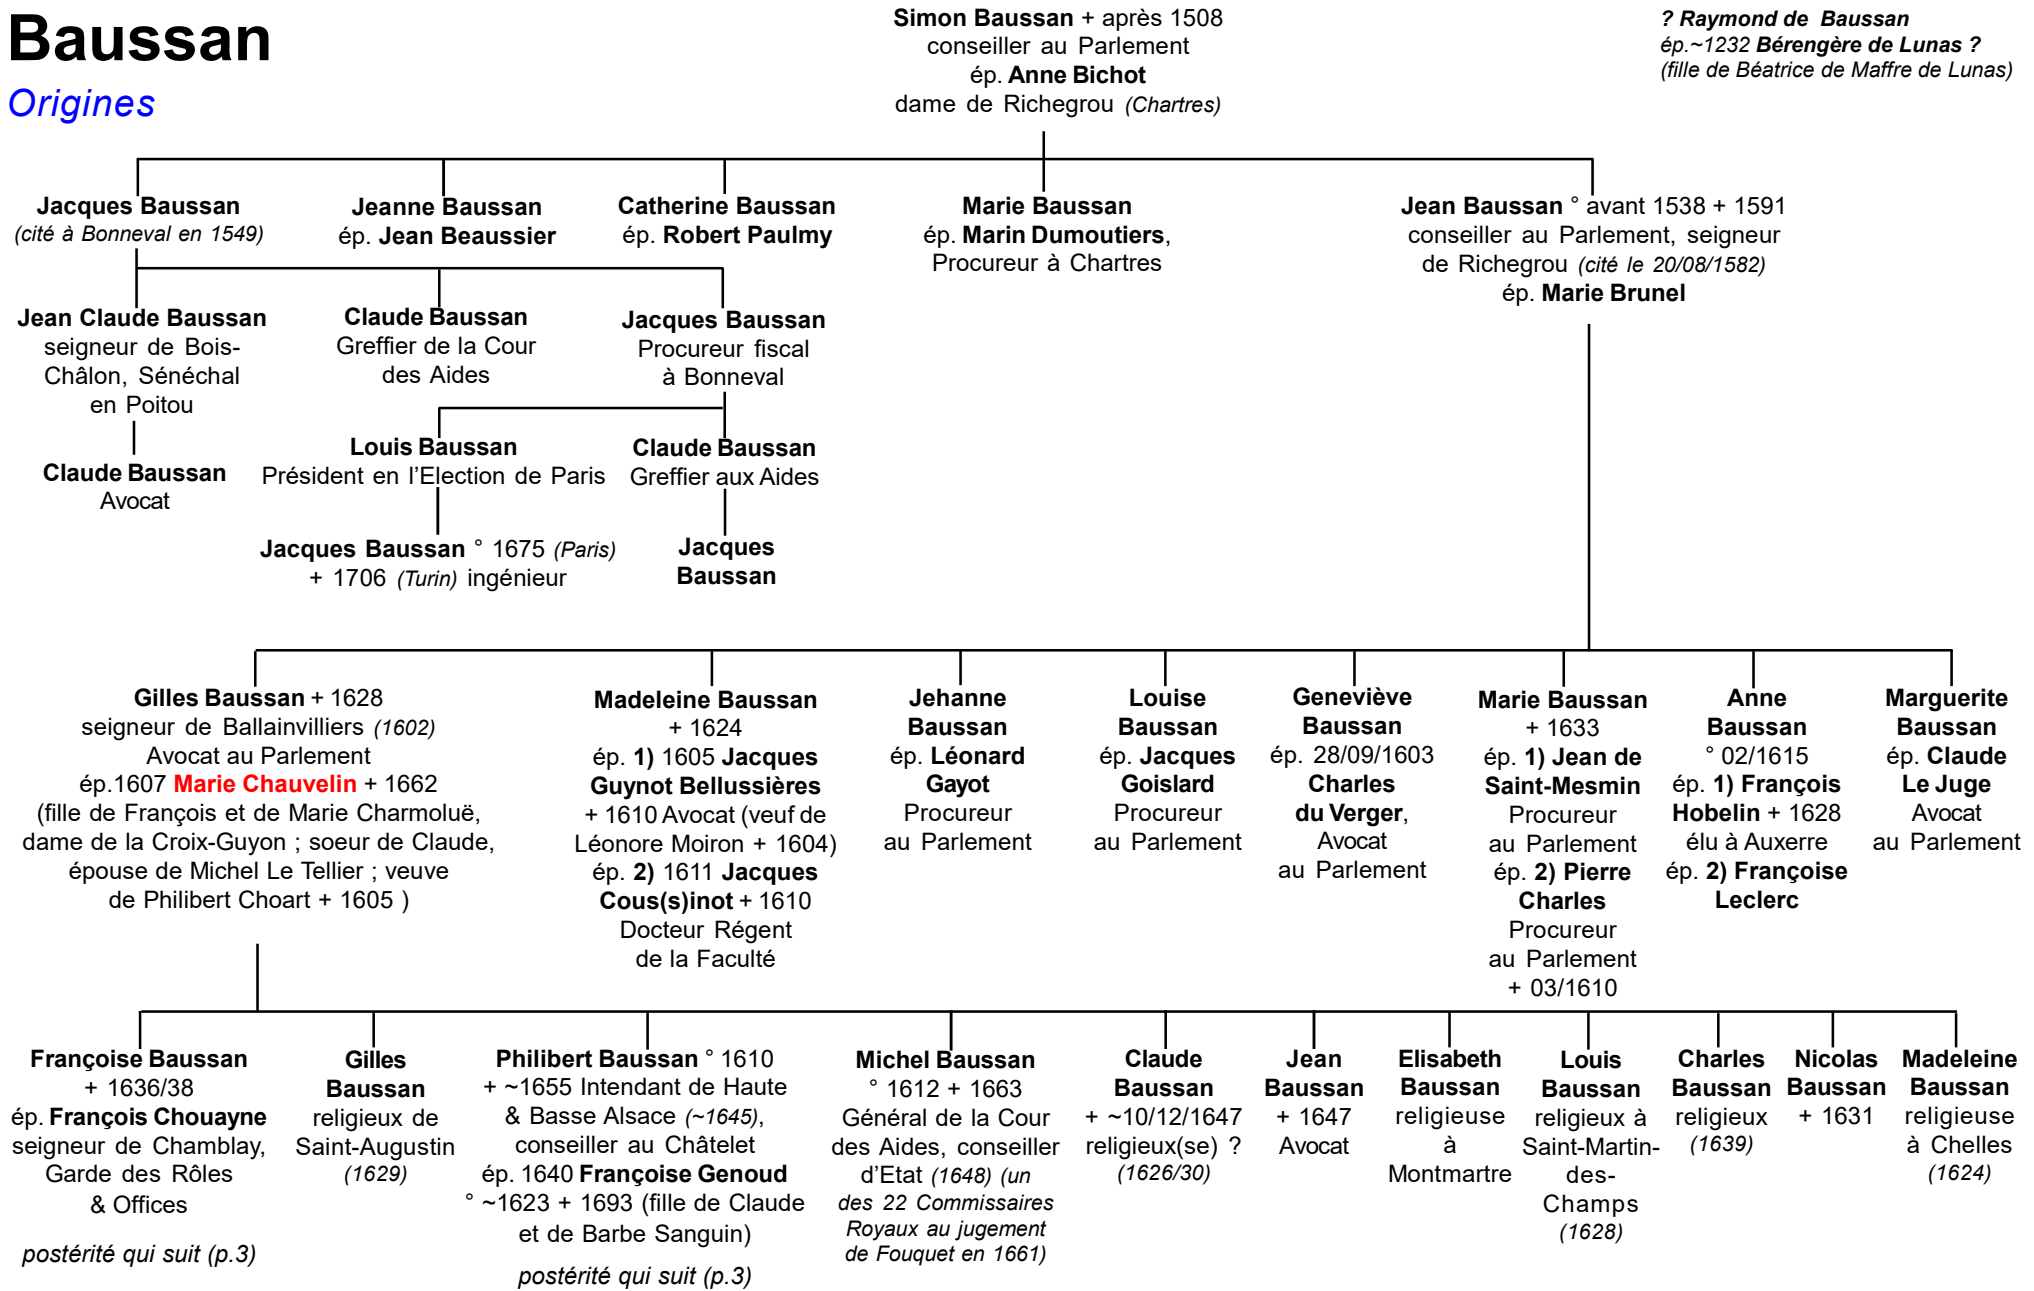 Baussan
Origines
Simon Baussan + après 1508
conseiller au Parlement
ép. Anne Bichot
dame de Richegrou (Chartres)
? Raymond de Baussan
ép.~1232 Bérengère de Lunas ?
(fille de Béatrice de Maffre de Lunas)
Jacques Baussan
(cité à Bonneval en 1549)
Jeanne Baussan
ép. Jean Beaussier
Catherine Baussan
ép. Robert Paulmy
Marie Baussan
ép. Marin Dumoutiers,
Procureur à Chartres
Jean Baussan ° avant 1538 + 1591
conseiller au Parlement, seigneur
de Richegrou (cité le 20/08/1582)
ép. Marie Brunel
Jean Claude Baussan
seigneur de Bois-
Châlon, Sénéchal
en Poitou
Claude Baussan
Greffier de la Cour
des Aides
Jacques Baussan
Procureur fiscal
à Bonneval
Claude Baussan
Avocat
Louis Baussan
Président en l'Election de Paris
Claude Baussan
Greffier aux Aides
Jacques Baussan ° 1675 (Paris)
+ 1706 (Turin) ingénieur
Jacques
Baussan
Gilles Baussan + 1628
seigneur de Ballainvilliers (1602)
Avocat au Parlement
ép.1607 Marie Chauvelin + 1662
(fille de François et de Marie Charmoluë,
dame de la Croix-Guyon ; soeur de Claude,
épouse de Michel Le Tellier ; veuve
de Philibert Choart + 1605 )
Madeleine Baussan
+ 1624
ép. 1) 1605 Jacques
Guynot Bellussières
+ 1610 Avocat (veuf de
Léonore Moiron + 1604)
ép. 2) 1611 Jacques
Cous(s)inot + 1610
Docteur Régent
de la Faculté
Jehanne
Baussan
ép. Léonard
Gayot
Procureur
au Parlement
Louise
Baussan
ép. Jacques
Goislard
Procureur
au Parlement
Geneviève
Baussan
ép. 28/09/1603
Charles
du Verger,
Avocat
au Parlement
Marie Baussan
+ 1633
ép. 1) Jean de
Saint-Mesmin
Procureur
au Parlement
ép. 2) Pierre
Charles
Procureur
au Parlement
+ 03/1610
Anne
Baussan
° 02/1615
ép. 1) François
Hobelin + 1628
élu à Auxerre
ép. 2) Françoise
Leclerc
Marguerite
Baussan
ép. Claude
Le Juge
Avocat
au Parlement
Françoise Baussan
+ 1636/38
ép. François Chouayne
seigneur de Chamblay,
Garde des Rôles
& Offices
postérité qui suit (p.3)
Gilles
Baussan
religieux de
Saint-Augustin
(1629)
Philibert Baussan ° 1610
+ ~1655 Intendant de Haute
& Basse Alsace (~1645),
conseiller au Châtelet
ép. 1640 Françoise Genoud
° ~1623 + 1693 (fille de Claude
et de Barbe Sanguin)
postérité qui suit (p.3)
Michel Baussan
° 1612 + 1663
Général de la Cour
des Aides, conseiller
d'Etat (1648) (un
des 22 Commissaires
Royaux au jugement
de Fouquet en 1661)
Claude
Baussan
+ ~10/12/1647
religieux(se) ?
(1626/30)
Jean
Baussan
+ 1647
Avocat
Elisabeth
Baussan
religieuse
à
Montmartre
Louis
Baussan
religieux à
Saint-Martin-
des-
Champs
(1628)
Charles
Baussan
religieux
(1639)
Nicolas
Baussan
+ 1631
Madeleine
Baussan
religieuse
à Chelles
(1624)